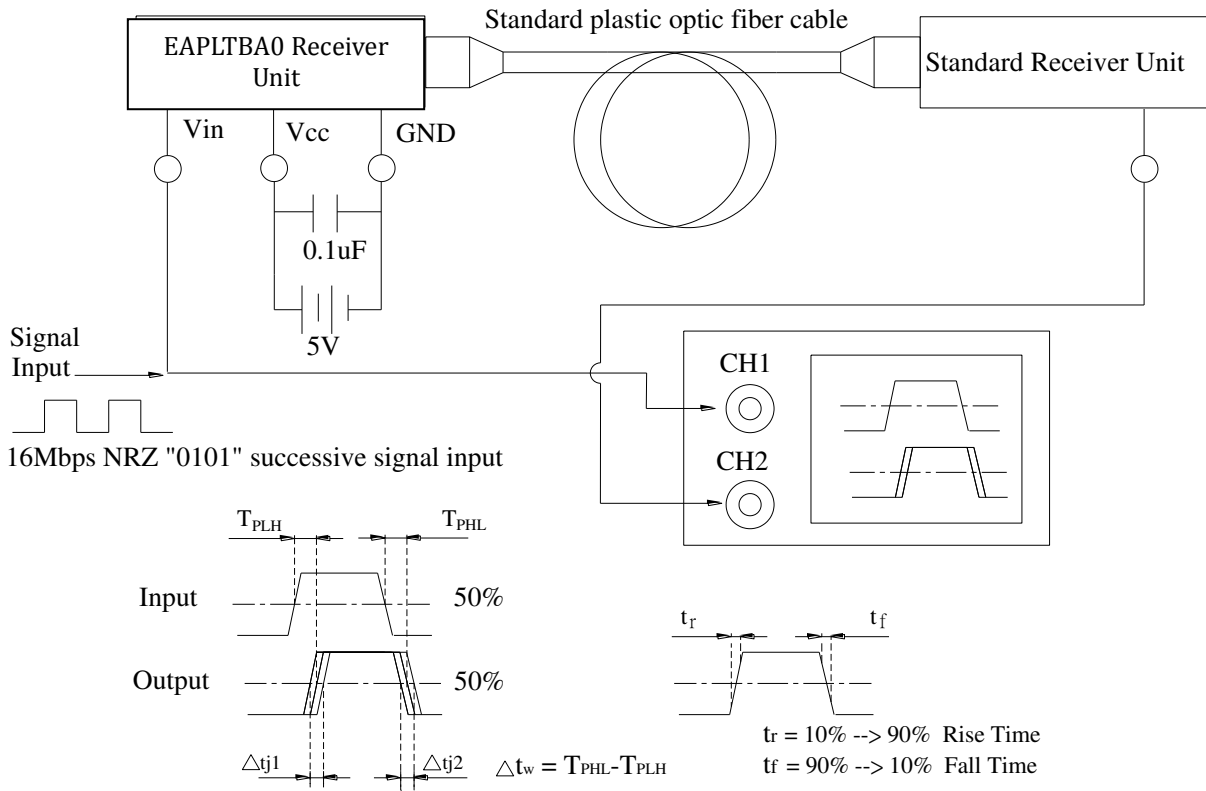 Standard plastic optic fiber cable
EAPLTBA0 Receiver
Unit
Standard Receiver Unit
Vin
Vcc
GND
0.1uF
5V
Signal
Input
16Mbps NRZ "0101" successive signal input
CH1
CH2
TPLH
TPHL
Input
50%
Output
50%
△tj1
△tj2
△tw = TPHL-TPLH
tr
tf
tr = 10% --> 90% Rise Time
tf = 90% --> 10% Fall Time